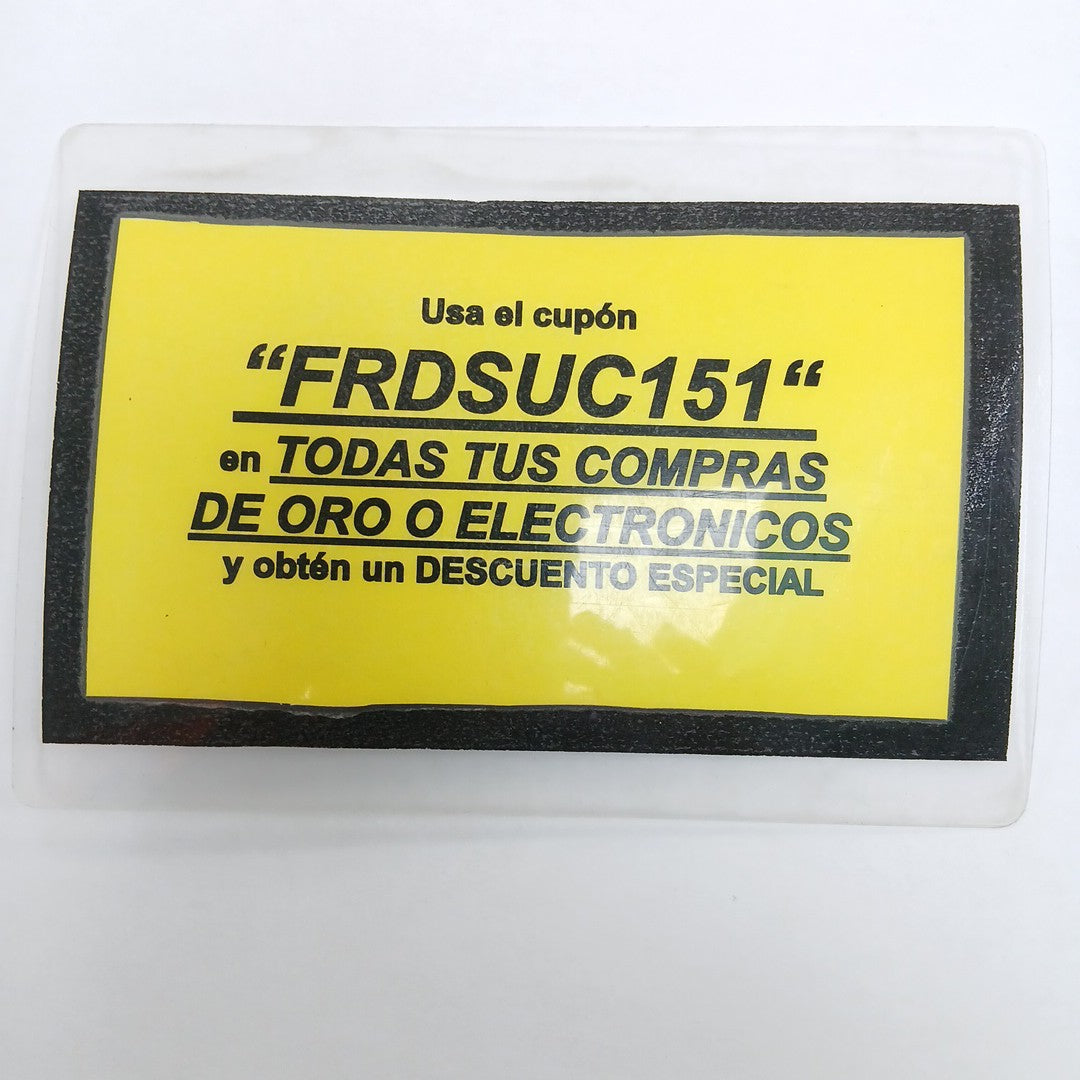 Usa el cupón
“FRDSUC151“
en TODAS TUS COMPRAS
DE ORO O ELECTRONICOS
y obtén un DESCUENTO ESPECIAL